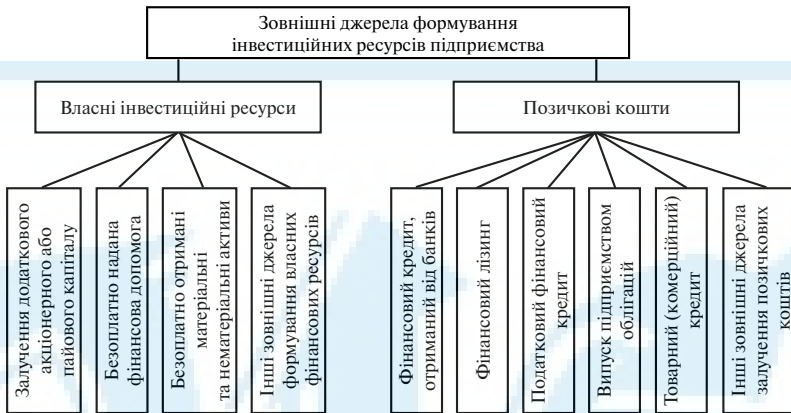 Зовнішні джерела формування
інвестиційних ресурсів підприємства
Власні інвестиційні ресурси
Позичкові кошти
Залучення додаткового
акціонерного або
пайового капіталу
Безоплатно надана
фінансова допомога
Безоплатно отримані
матеріальні
та нематеріальні активи
Інші зовнішні джерела
формування власних
фінансових ресурсів
Фінансовий кредит,
отриманий від банків
Фінансовий лізинг
Податковий фінансовий
кредит
Випуск підприємством
облігацій
Товарний (комерційний)
кредит
Інші зовнішні джерела
залучення позичкових
коштів